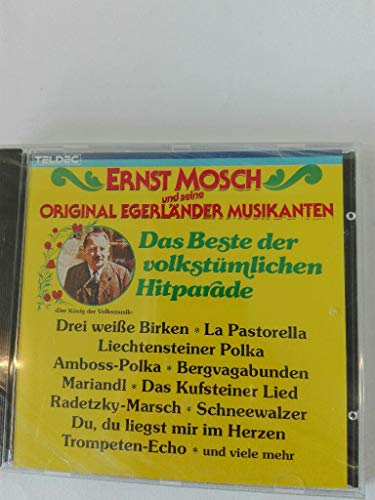 TELDEC
ERNST MOSCH
und seine
ORIGINAL EGERLÄNDER MUSIKANTEN
Das Beste der
volkstümlichen
Hitparade
»Der König der Volksmusik«
Drei weiße Birken * La Pastorella
Liechtensteiner Polka
Amboss-Polka * Bergvagabunden
Mariandl * Das Kufsteiner Lied
Radetzky-Marsch * Schneewalzer
Du, du liegst mir im Herzen
Trompeten-Echo * und viele mehr